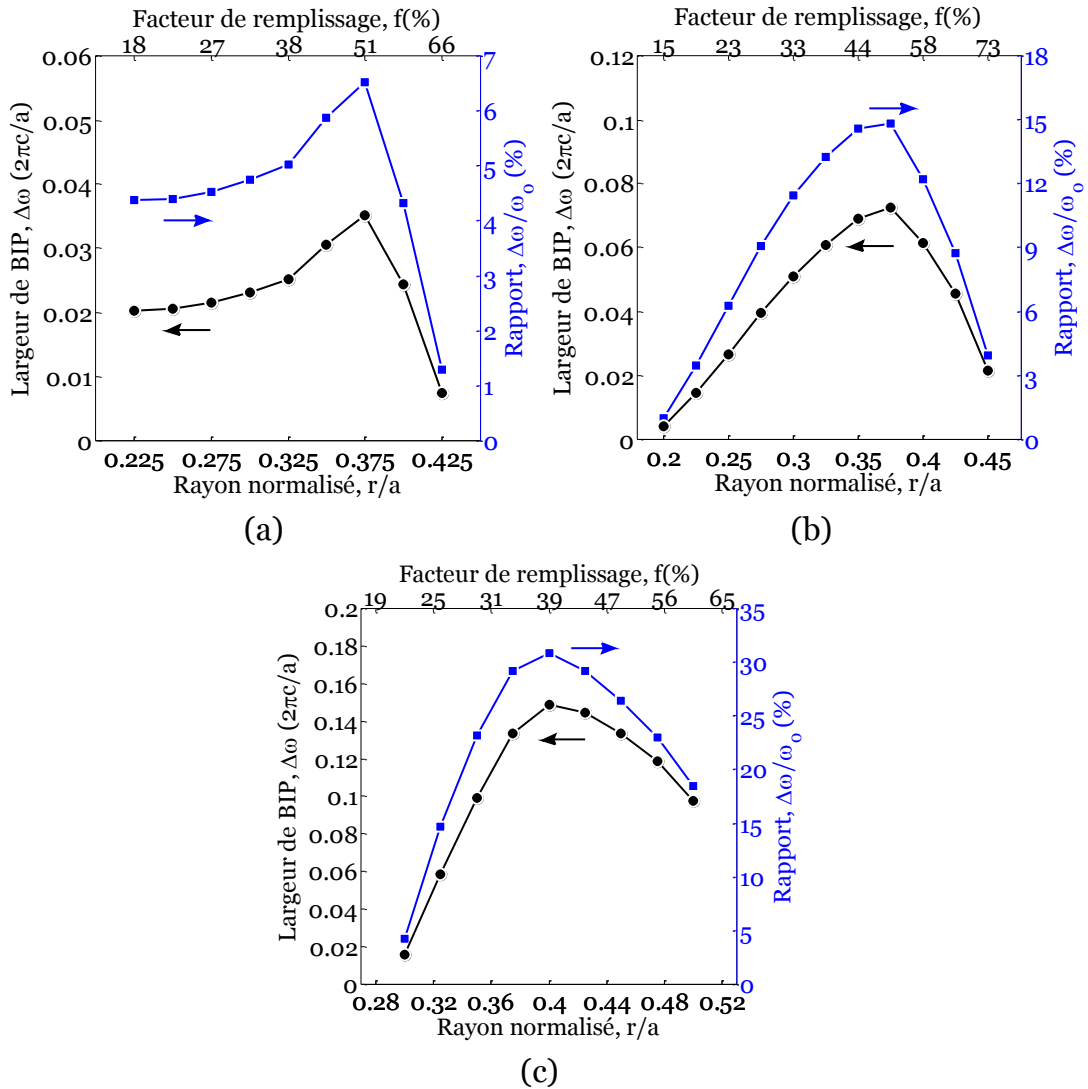 Facteur de remplissage, f(%)
18 27 38 51 66
0.06 0.05 0.04 0.03 0.02 0.01 0
Largeur de BIP, Δω (2πc/a)
7 6 5 4 3 2 1 0
Rapport, Δω/ω₀ (%)
0.225 0.275 0.325 0.375 0.425
Rayon normalisé, r/a
(a)
Facteur de remplissage, f(%)
15 23 33 44 58 73
0.12 0.1 0.08 0.06 0.04 0.02 0
Largeur de BIP, Δω (2πc/a)
18 15 12 9 6 3 0
Rapport, Δω/ω₀ (%)
0.2 0.25 0.3 0.35 0.4 0.45
Rayon normalisé, r/a
(b)
Facteur de remplissage, f(%)
19 25 31 39 47 56 65
0.2 0.18 0.16 0.14 0.12 0.1 0.08 0.06 0.04 0.02 0
Largeur de BIP, Δω (2πc/a)
35 30 25 20 15 10 5 0
Rapport, Δω/ω₀ (%)
0.28 0.32 0.36 0.4 0.44 0.48 0.52
Rayon normalisé, r/a
(c)